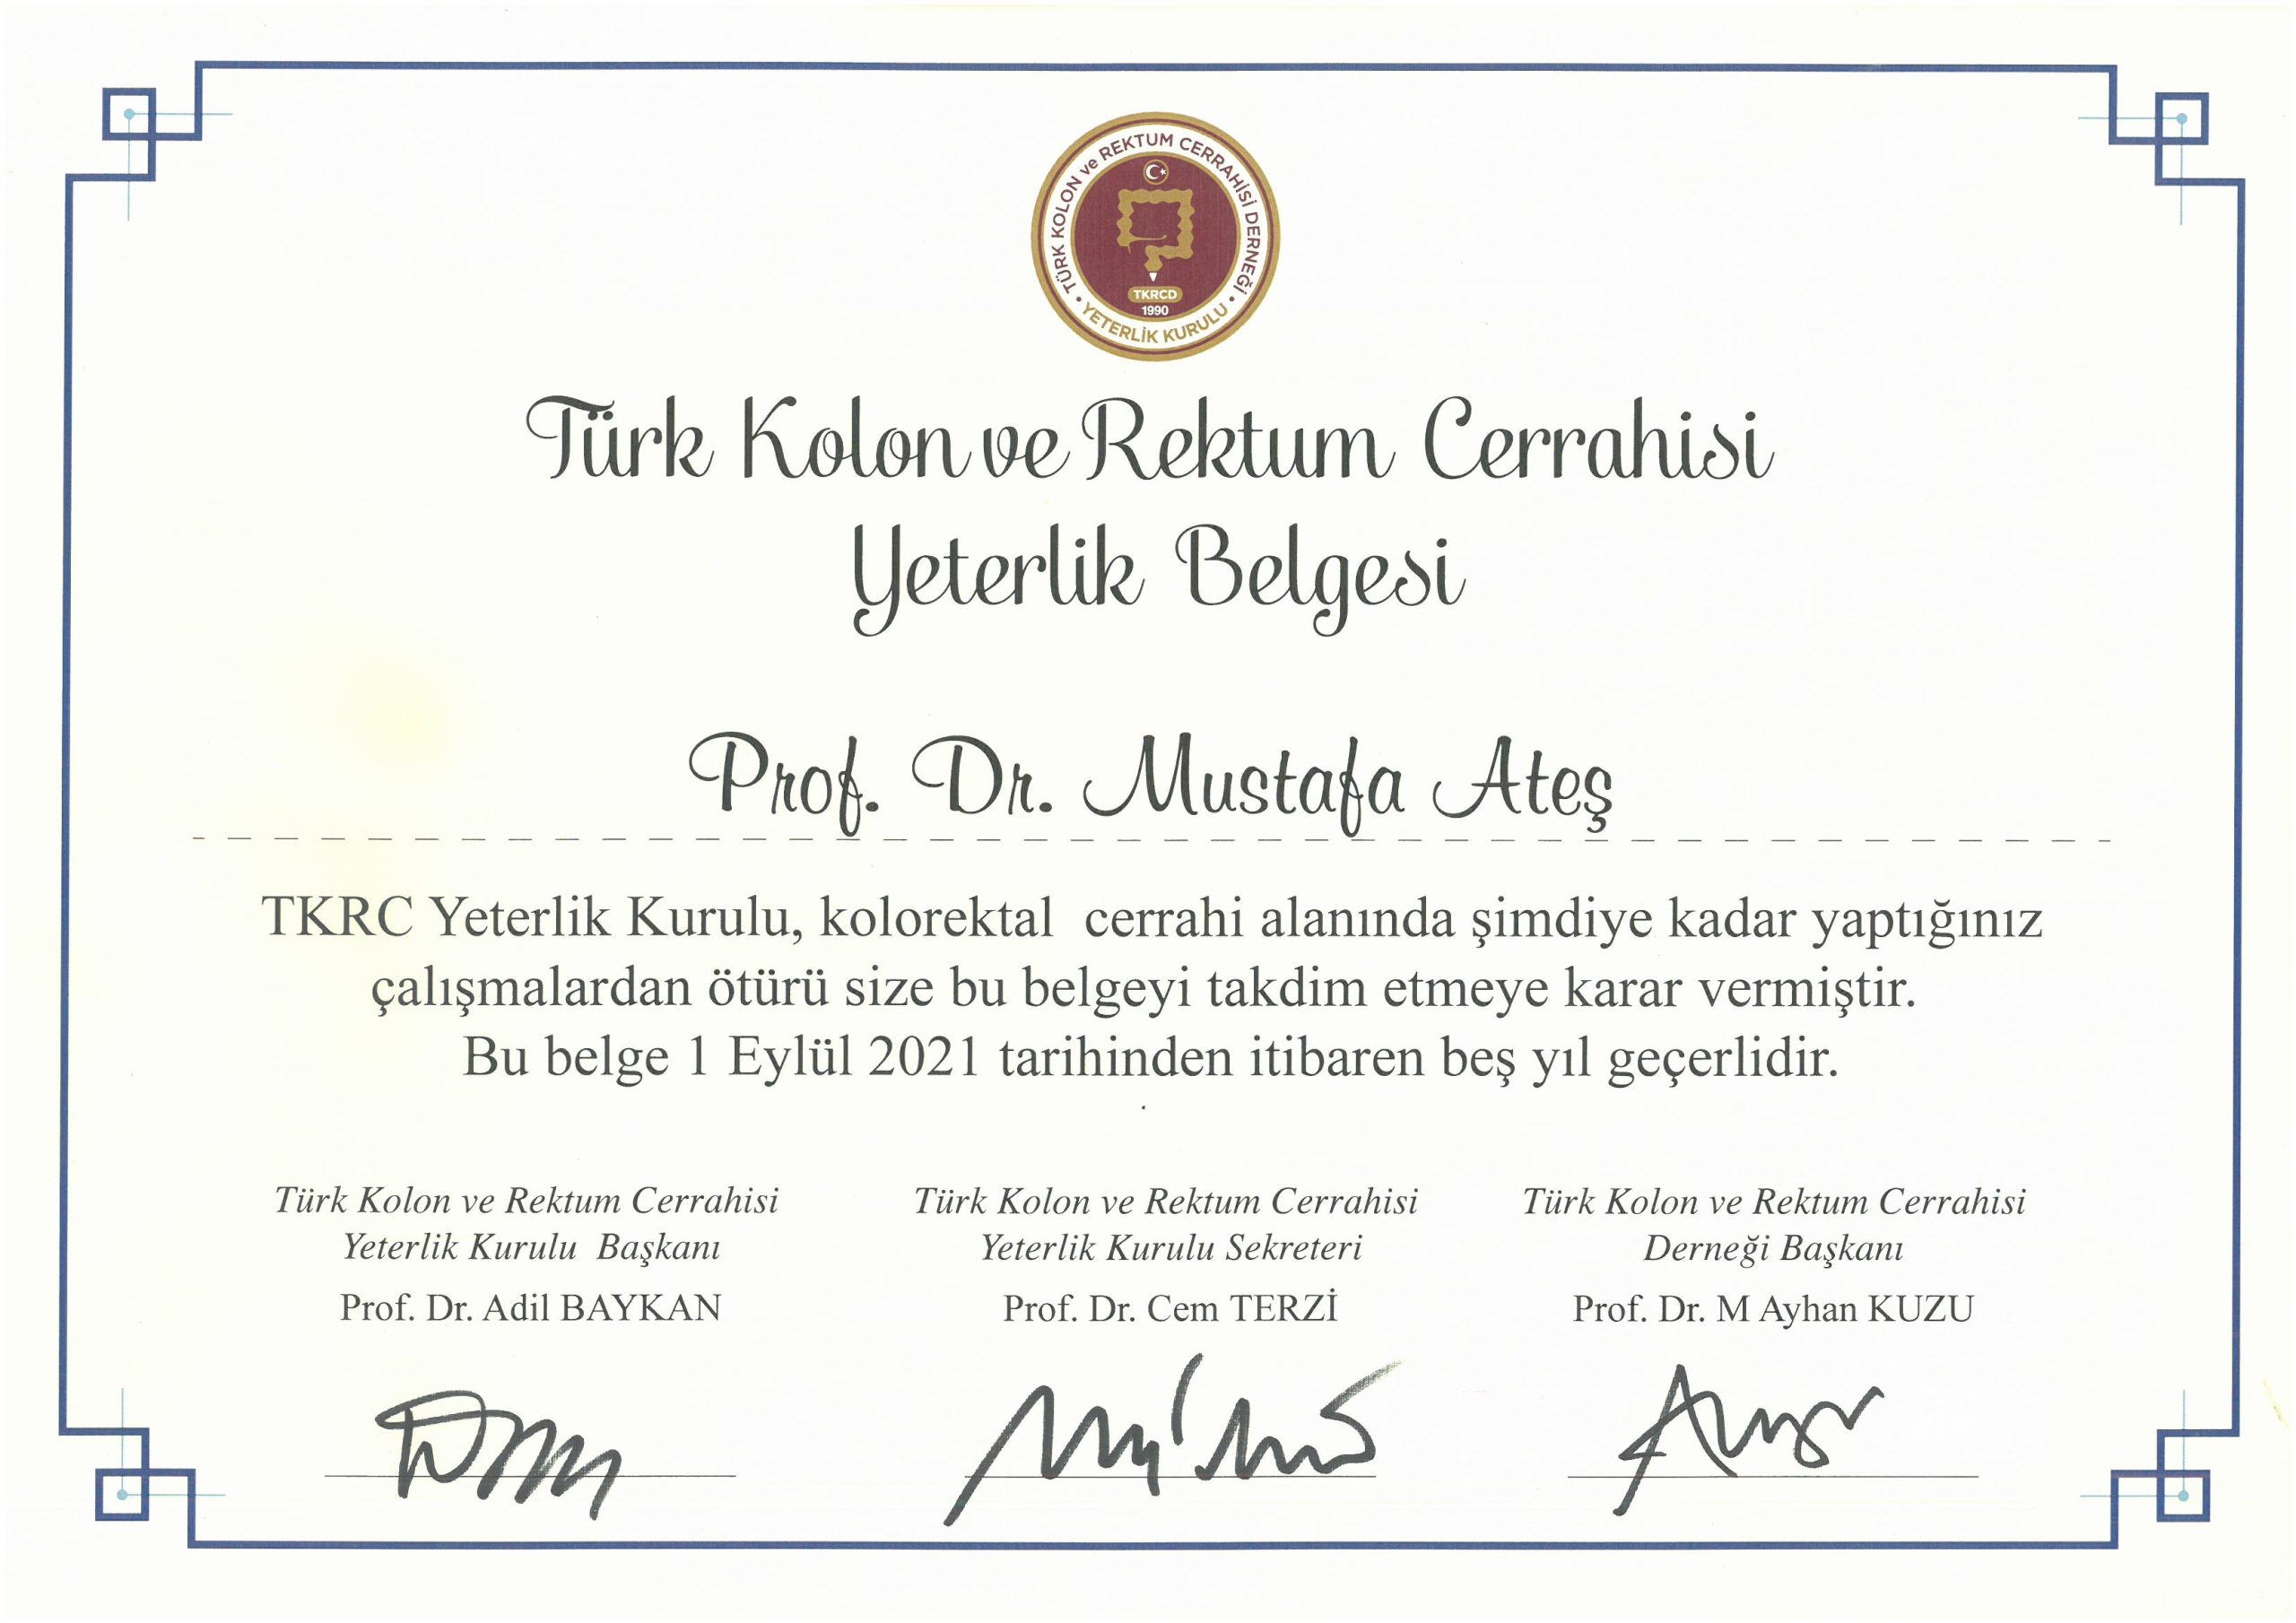 TÜRK KOLON ve REKTUM CERRAHİSİ DERNEĞİ
TKRCD
1990
YETERLİK KURULU
Türk Kolon ve Rektum Cerrahisi
Yeterlik Belgesi
Prof. Dr. Mustafa Ateş
TKRC Yeterlik Kurulu, kolorektal cerrahi alanında şimdiye kadar yaptığınız
çalışmalardan ötürü size bu belgeyi takdim etmeye karar vermiştir.
Bu belge 1 Eylül 2021 tarihinden itibaren beş yıl geçerlidir.
Türk Kolon ve Rektum Cerrahisi
Yeterlik Kurulu Başkanı
Prof. Dr. Adil BAYKAN
Türk Kolon ve Rektum Cerrahisi
Yeterlik Kurulu Sekreteri
Prof. Dr. Cem TERZİ
Türk Kolon ve Rektum Cerrahisi
Derneği Başkanı
Prof. Dr. M Ayhan KUZU